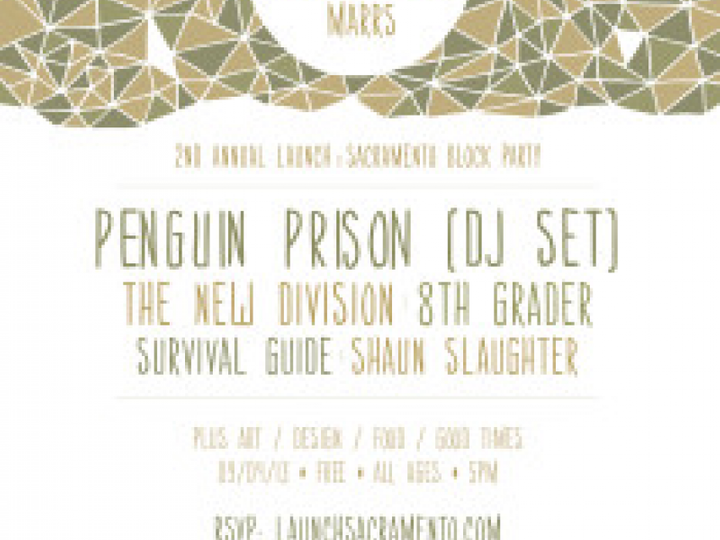 MARRS
2ND ANNUAL LAUNCH : SACRAMENTO BLOCK PARTY
PENGUIN PRISON (DJ SET)
THE NEW DIVISION · 8TH GRADER
SURVIVAL GUIDE · SHAUN SLAUGHTER
PLUS ART / DESIGN / FOOD / GOOD TIMES
• FREE • ALL AGES • 5PM
RSVP: LAUNCHSACRAMENTO.COM